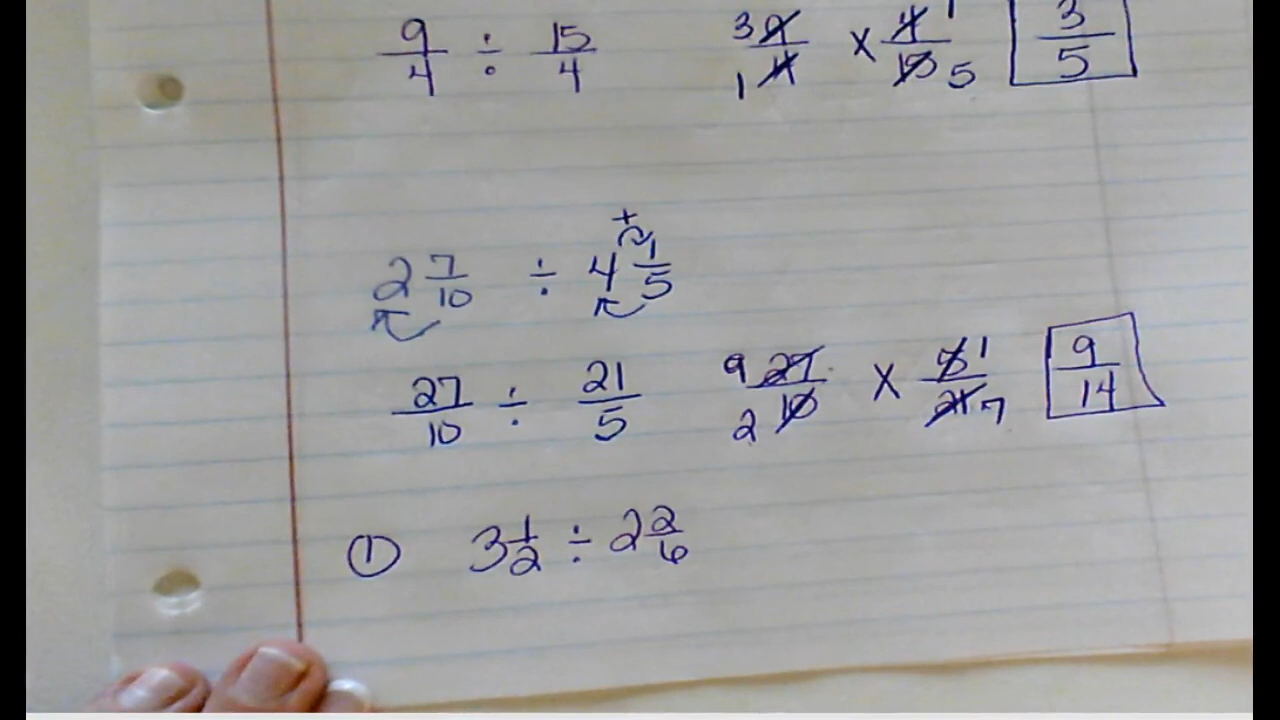 9/4 ÷ 15/4 3 9/4 1 × 4/15 1 5 3/5
+
2 7/10 ÷ 4 1/5
27/10 ÷ 21/5 9 27/10 2 × 5/21 1 7 9/14
① 3 1/2 ÷ 2 2/6